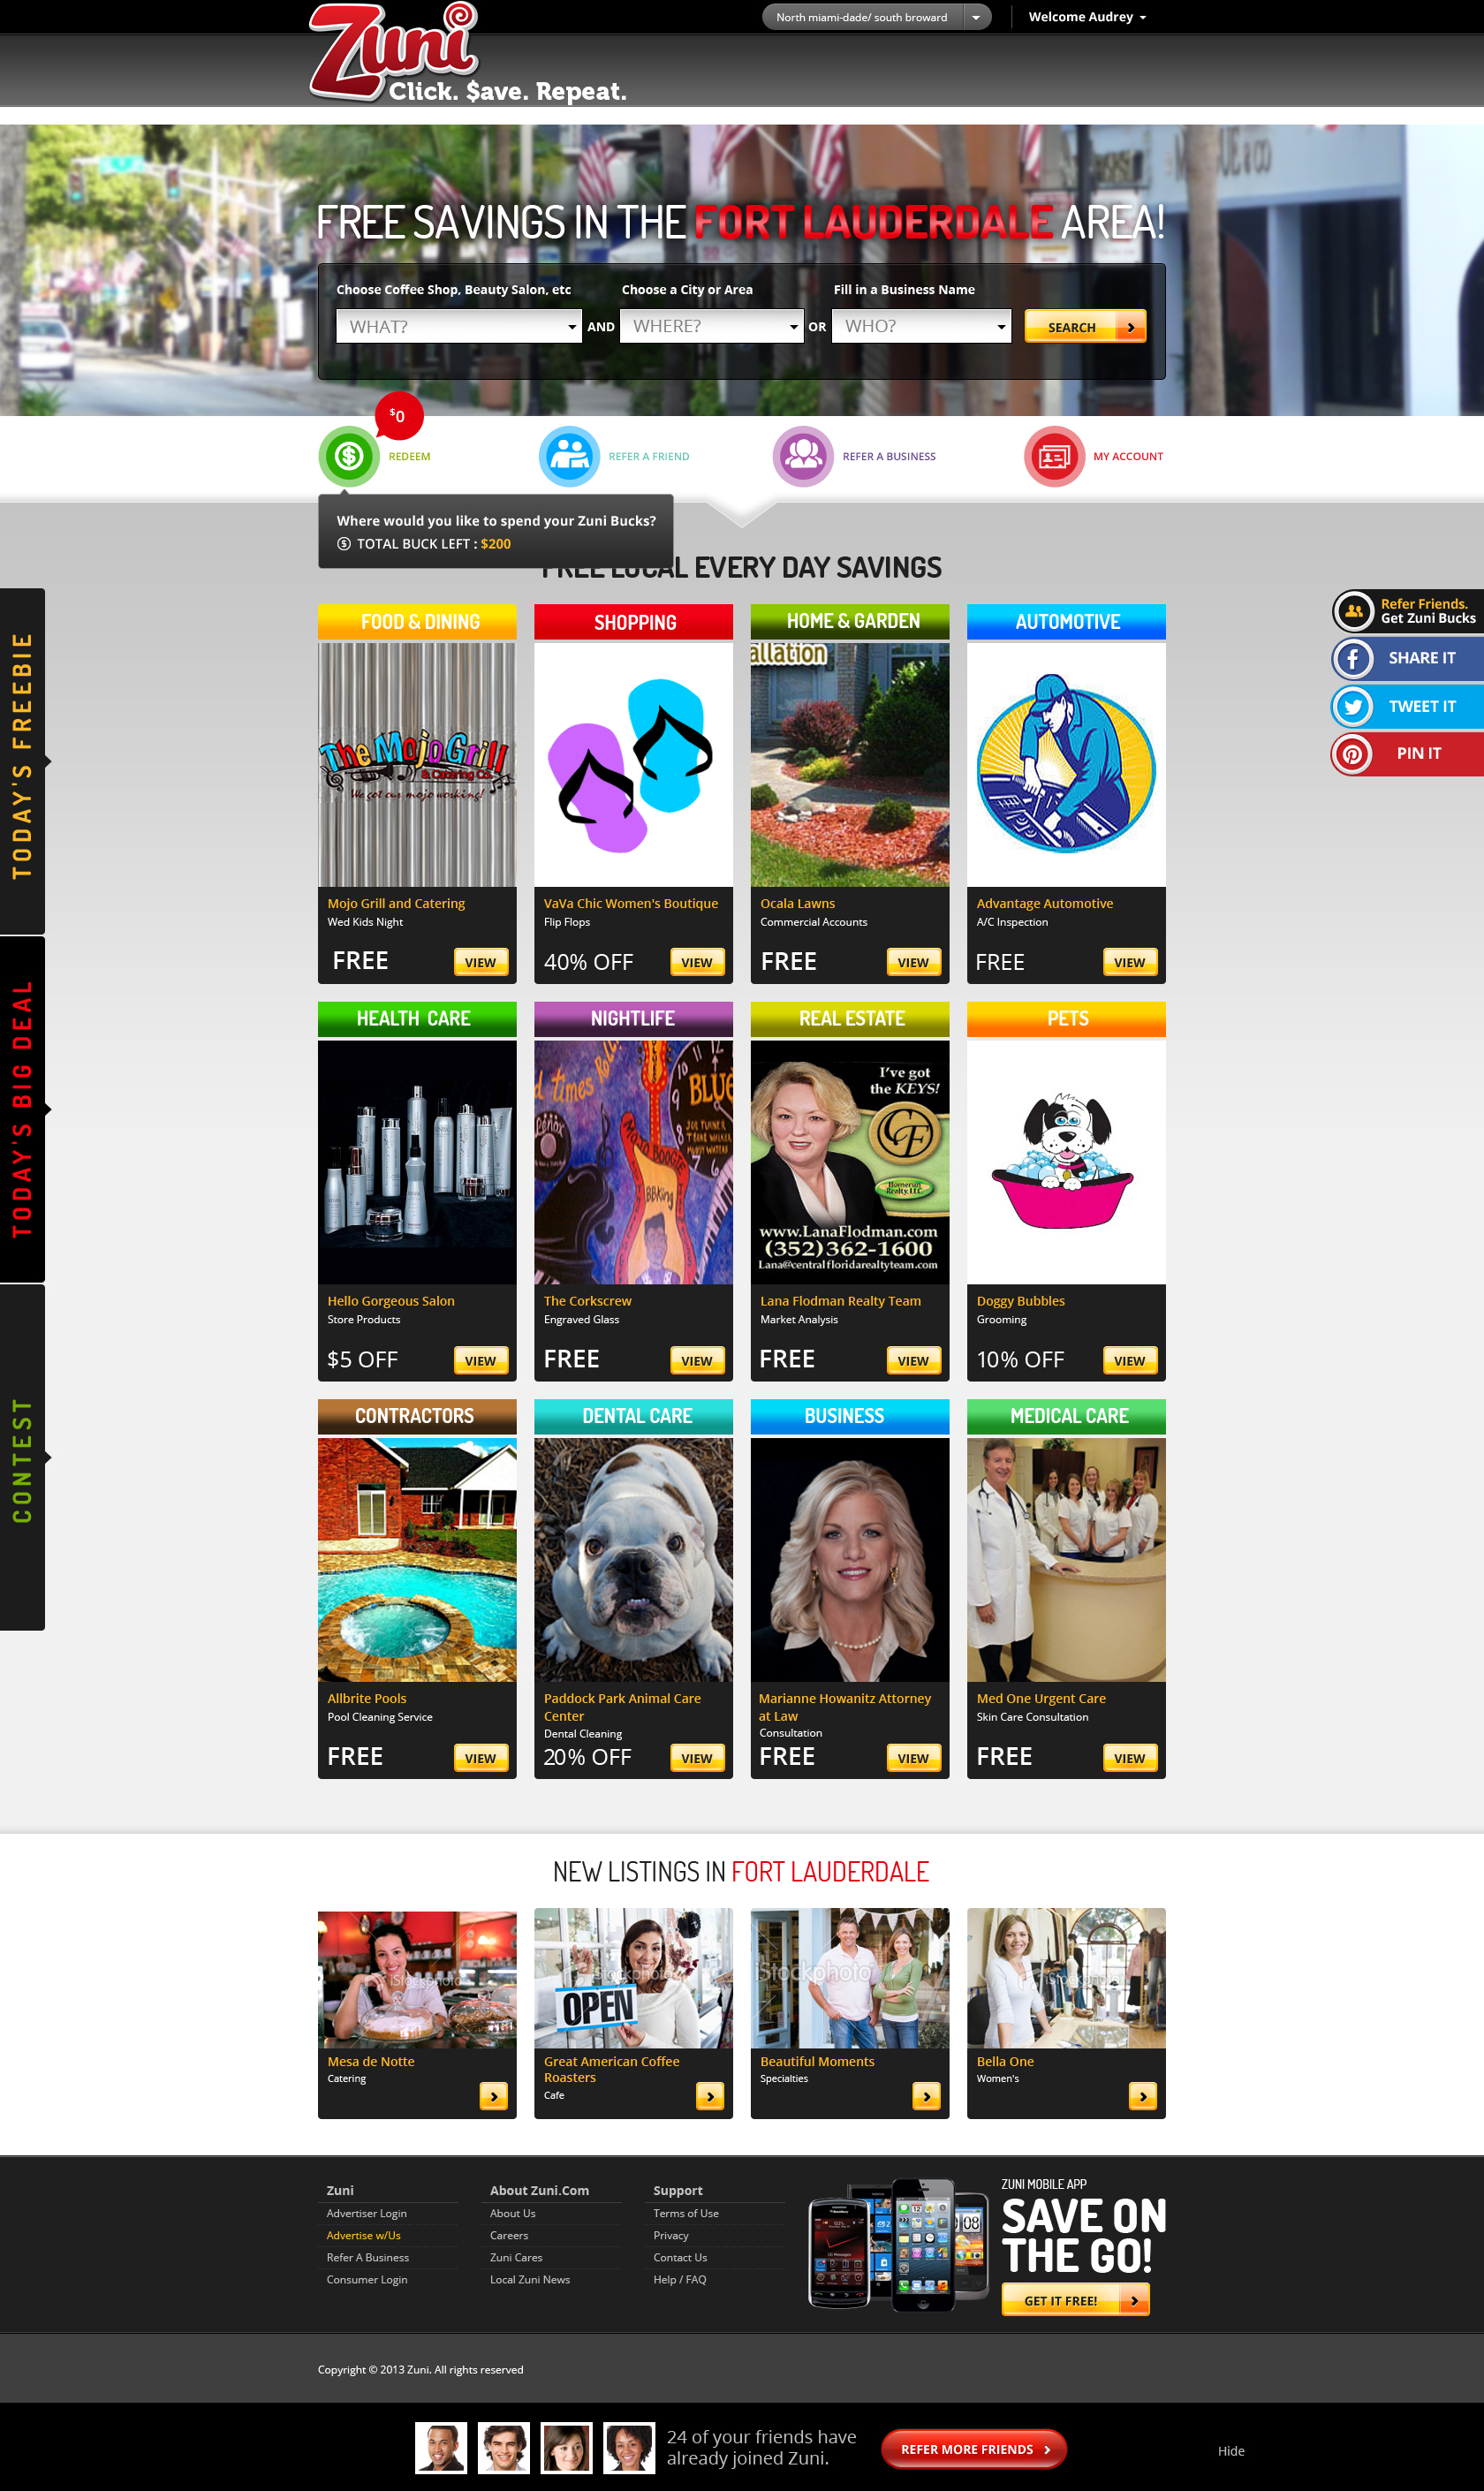 North miami-dade/ south broward
Welcome Audrey
Zuni
Click. $ave. Repeat.
FREE SAVINGS IN THE FORT LAUDERDALE AREA!
Choose Coffee Shop, Beauty Salon, etc
Choose a City or Area
Fill in a Business Name
WHAT?
AND
WHERE?
OR
WHO?
SEARCH
$0
REDEEM
REFER A FRIEND
REFER A BUSINESS
MY ACCOUNT
Where would you like to spend your Zuni Bucks?
TOTAL BUCK LEFT : $200
FREE LOCAL EVERY DAY SAVINGS
TODAY'S FREEBIE
TODAY'S BIG DEAL
CONTEST
Refer Friends.
Get Zuni Bucks
SHARE IT
TWEET IT
PIN IT
FOOD & DINING
The Mojo Grill
& Catering Co.
We got our mojo working!
Mojo Grill and Catering
Wed Kids Night
FREE
VIEW
SHOPPING
VaVa Chic Women's Boutique
Flip Flops
40% OFF
VIEW
HOME & GARDEN
allation
Ocala Lawns
Commercial Accounts
FREE
VIEW
AUTOMOTIVE
Advantage Automotive
A/C Inspection
FREE
VIEW
HEALTH CARE
Hello Gorgeous Salon
Store Products
$5 OFF
VIEW
NIGHTLIFE
d times Roll
BLUE
BBKing
The Corkscrew
Engraved Glass
FREE
VIEW
REAL ESTATE
I've got
the KEYS!
CF
Homerun
Realty, LLC
www.LanaFlodman.com
(352)362-1600
Lana@centralfloridarealtyteam.com
Lana Flodman Realty Team
Market Analysis
FREE
VIEW
PETS
Doggy Bubbles
Grooming
10% OFF
VIEW
CONTRACTORS
Allbrite Pools
Pool Cleaning Service
FREE
VIEW
DENTAL CARE
Paddock Park Animal Care
Center
Dental Cleaning
20% OFF
VIEW
BUSINESS
Marianne Howanitz Attorney
at Law
Consultation
FREE
VIEW
MEDICAL CARE
Med One Urgent Care
Skin Care Consultation
FREE
VIEW
NEW LISTINGS IN FORT LAUDERDALE
iStockphoto
Mesa de Notte
Catering
iStockphoto
OPEN
Great American Coffee
Roasters
Cafe
iStockphoto
Beautiful Moments
Specialties
iStockphoto
Bella One
Women's
Zuni
Advertiser Login
Advertise w/Us
Refer A Business
Consumer Login
About Zuni.Com
About Us
Careers
Zuni Cares
Local Zuni News
Support
Terms of Use
Privacy
Contact Us
Help / FAQ
ZUNI MOBILE APP
SAVE ON
THE GO!
GET IT FREE!
Copyright © 2013 Zuni. All rights reserved
24 of your friends have
already joined Zuni.
REFER MORE FRIENDS
Hide